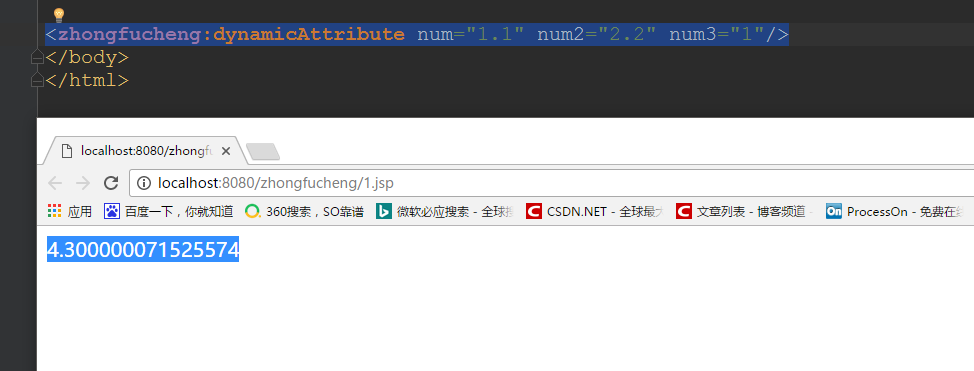 <zhongfucheng:dynamicAttribute num="1.1" num2="2.2" num3="1"/>
</body>
</html>
localhost:8080/zhongfu
localhost:8080/zhongfucheng/1.jsp
应用 百度一下，你就知道 360搜索，SO靠谱 微软必应搜索 - 全球 CSDN.NET - 全球最 文章列表 - 博客频道 - ProcessOn - 免费在
4.300000071525574